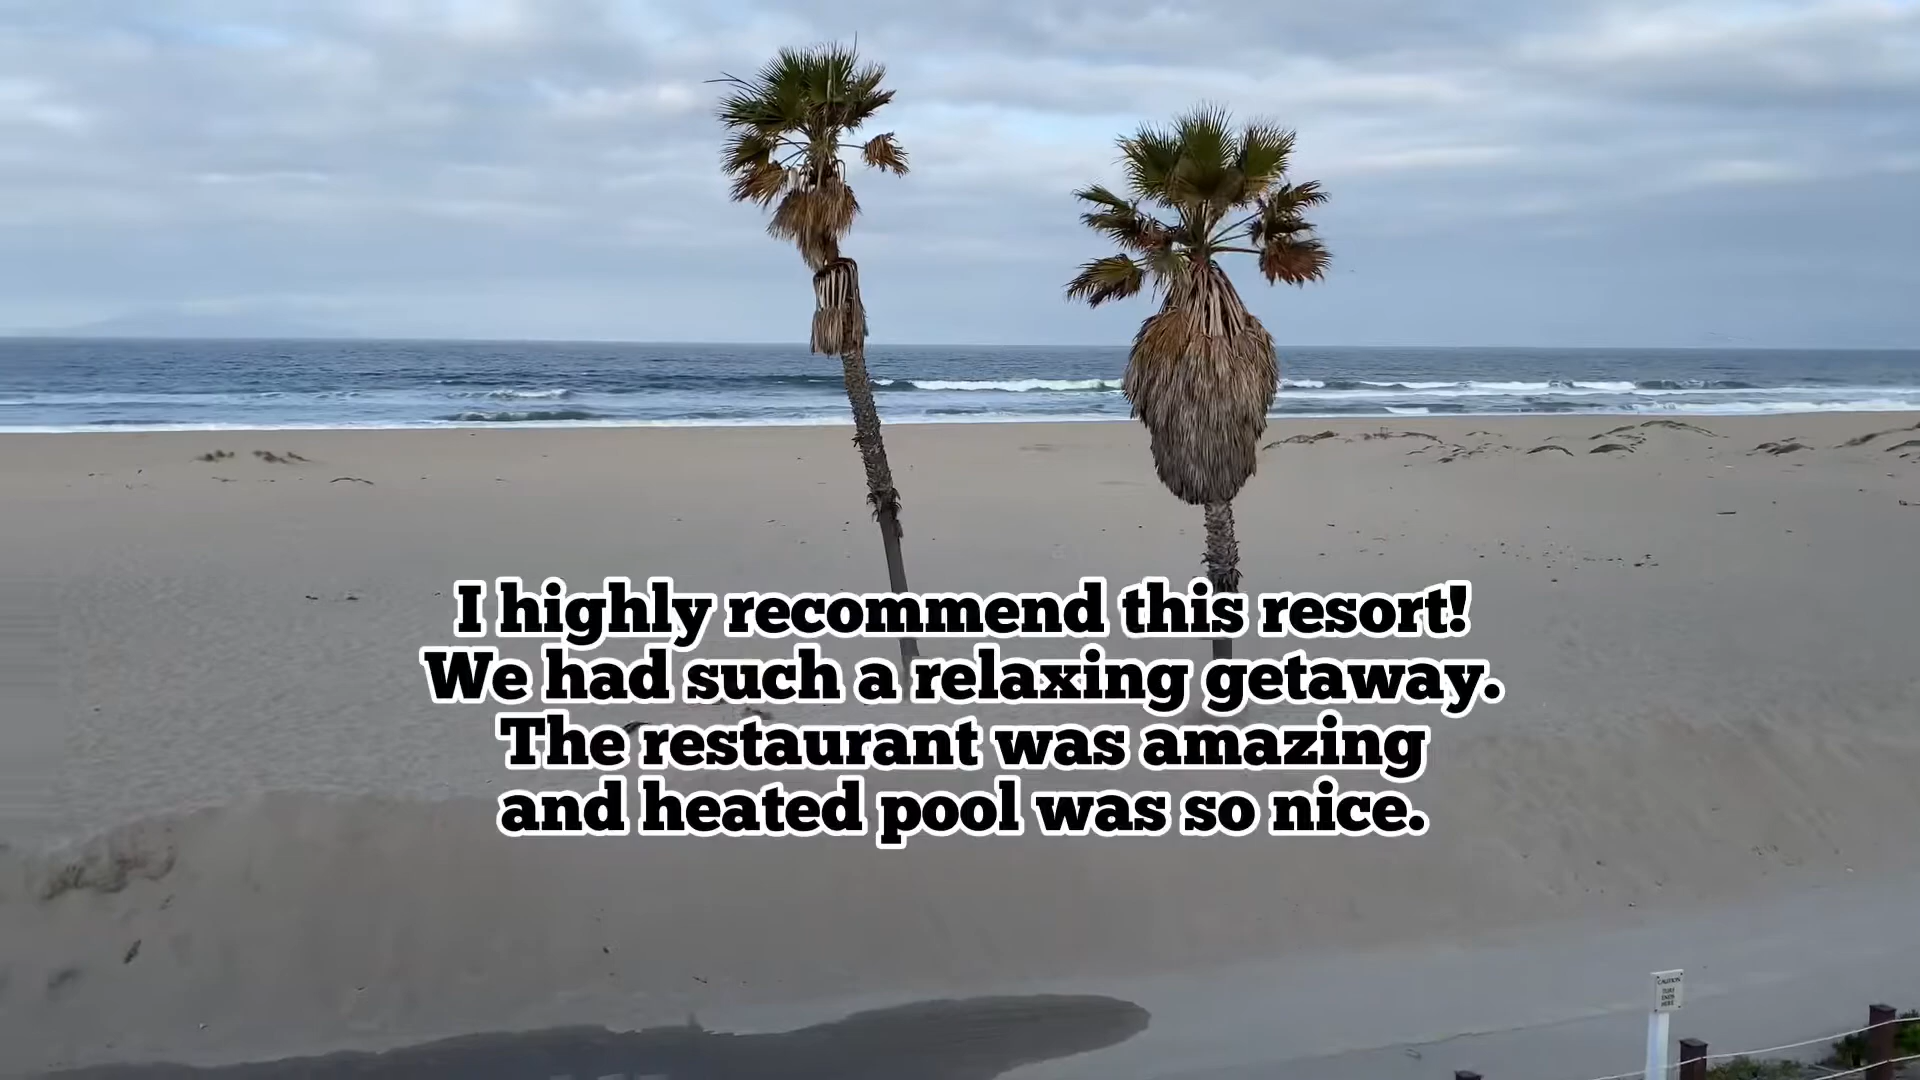 I highly recommend this resort!
We had such a relaxing getaway.
The restaurant was amazing
and heated pool was so nice.
CAUTION